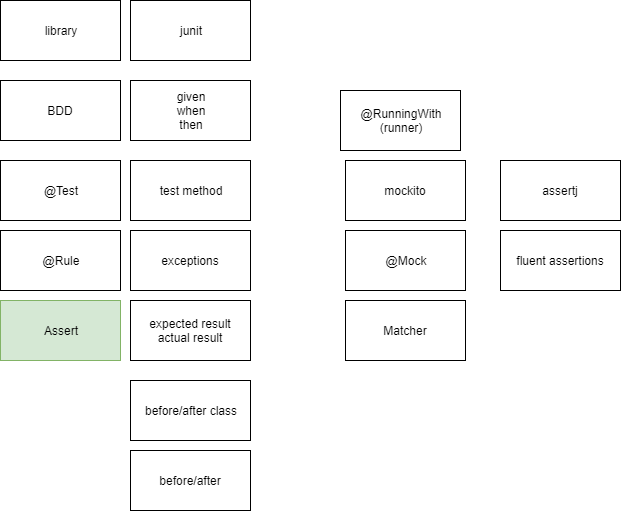 library
junit
BDD
given
when
then
@RunningWith
(runner)
@Test
test method
mockito
assertj
@Rule
exceptions
@Mock
fluent assertions
Assert
expected result
actual result
Matcher
before/after class
before/after